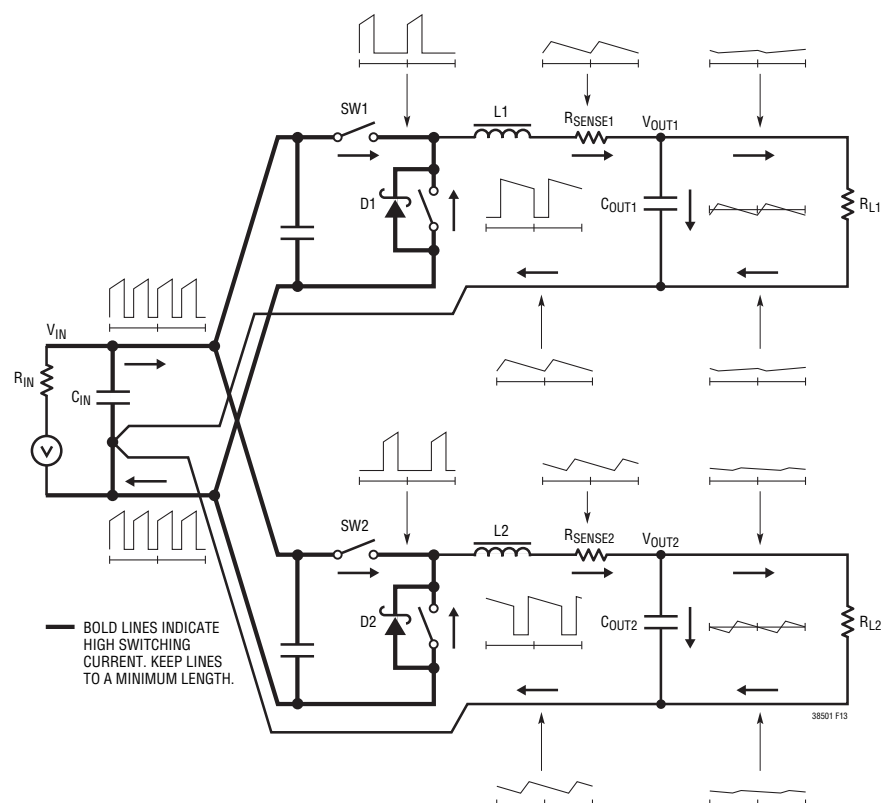 SW1
L1
RSENSE1
VOUT1
D1
COUT1
RL1
VIN
RIN
CIN
V
SW2
L2
RSENSE2
VOUT2
D2
COUT2
RL2
BOLD LINES INDICATE
HIGH SWITCHING
CURRENT. KEEP LINES
TO A MINIMUM LENGTH.
38501 F13